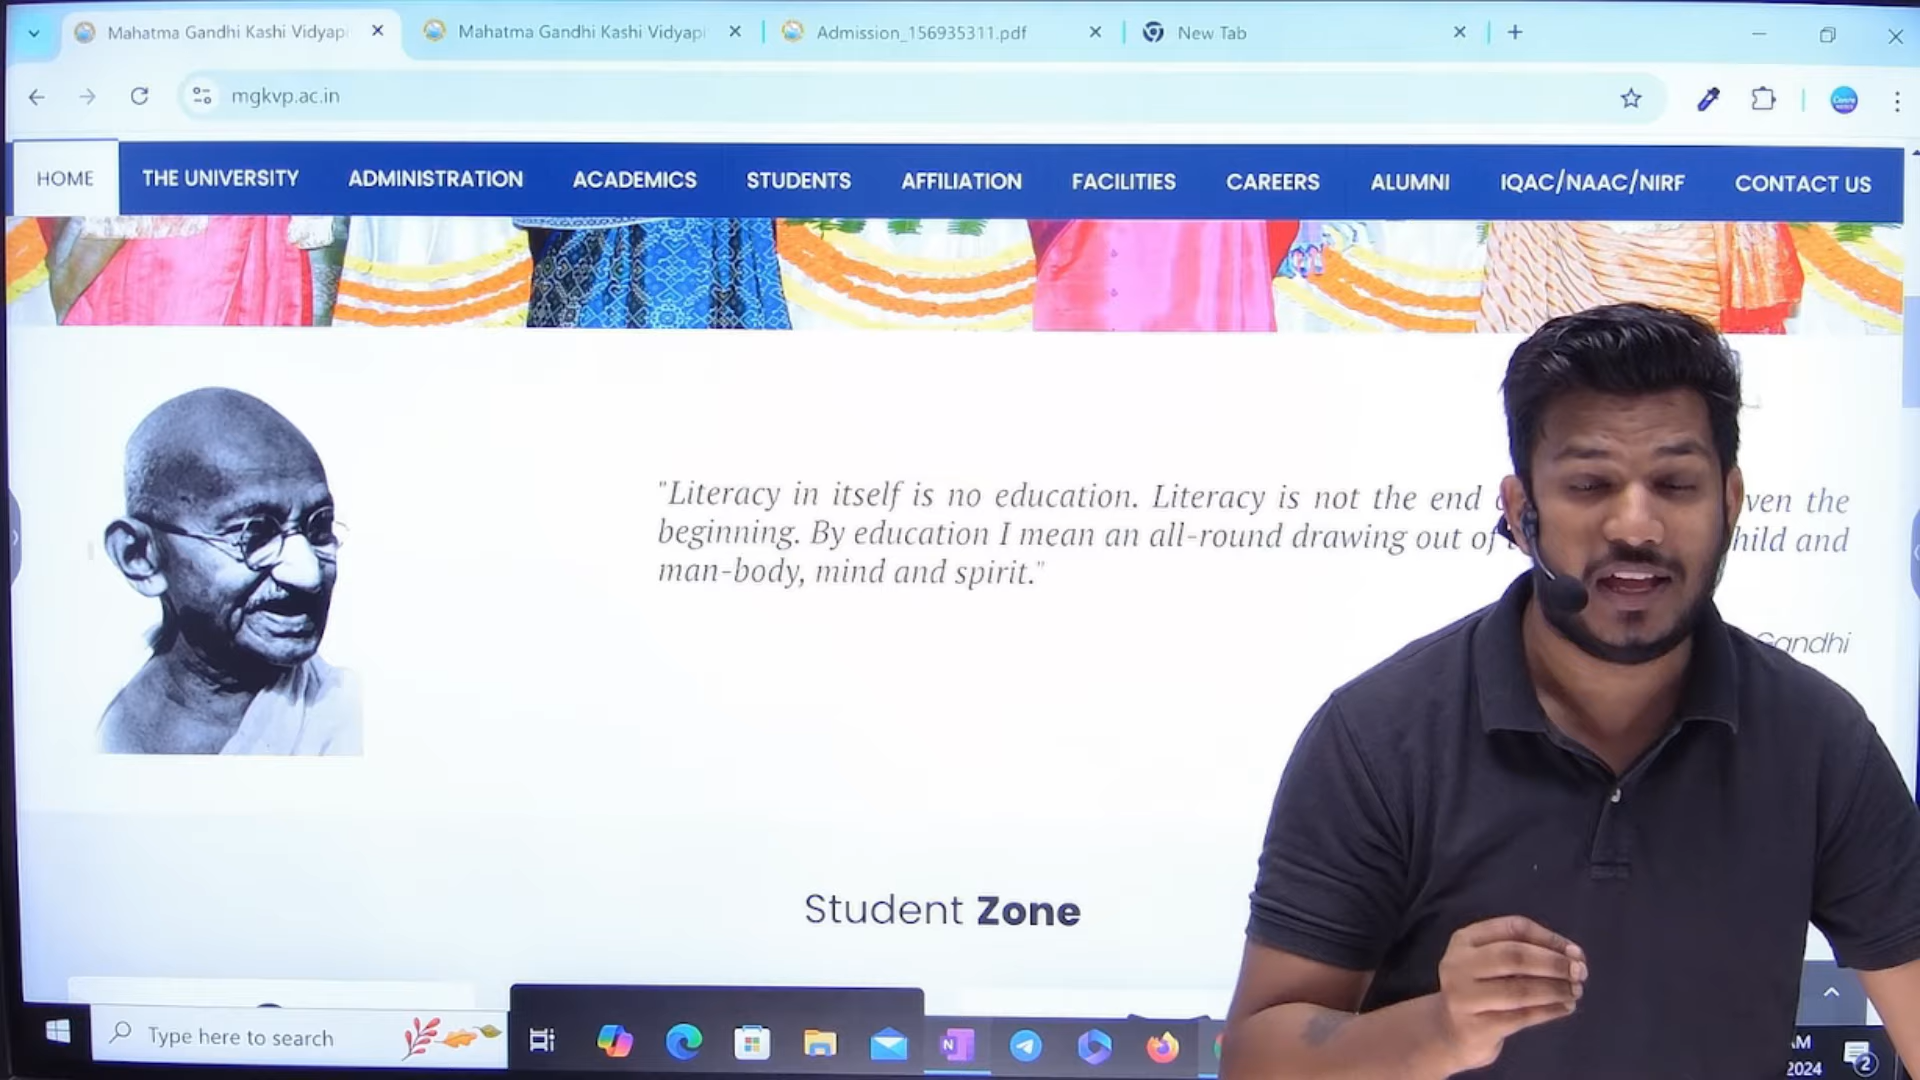 Mahatma Gandhi Kashi Vidyapi
Mahatma Gandhi Kashi Vidyapi
Admission_156935311.pdf
New Tab
mgkvp.ac.in
HOME
THE UNIVERSITY
ADMINISTRATION
ACADEMICS
STUDENTS
AFFILIATION
FACILITIES
CAREERS
ALUMNI
IQAC/NAAC/NIRF
CONTACT US
"Literacy in itself is no education. Literacy is not the end ven the
beginning. By education I mean an all-round drawing out of hild and
man-body, mind and spirit."
Gandhi
Student Zone
Type here to search
AM
2024
2